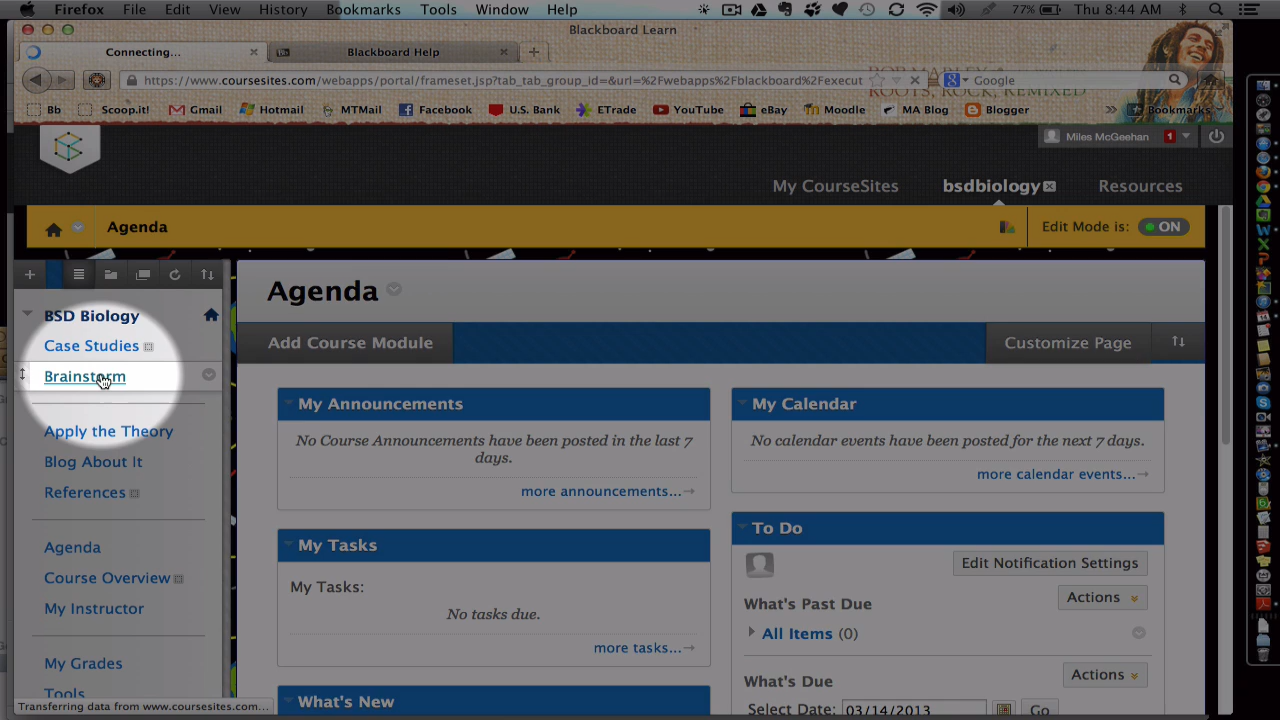 Firefox File Edit View History Bookmarks Tools Window Help 77% Thu 8:44 AM
Blackboard Learn
Connecting... Blackboard Help
https://www.coursesites.com/webapps/portal/frameset.jsp?tab_tab_group_id=&url=%2Fwebapps%2Fblackboard%2Fexecut Google
ROOTS, ROCK, REMIXED
Bb Scoop.it! Gmail Hotmail MTMail Facebook U.S. Bank ETrade YouTube eBay Moodle MA Blog Blogger Bookmarks
Miles McGeehan 1
My CourseSites bsdbiology Resources
Agenda Edit Mode is: ON
BSD Biology
Case Studies
Brainstorm
Apply the Theory
Blog About It
References
Agenda
Course Overview
My Instructor
My Grades
Tools
Transferring data from www.coursesites.com...
Agenda
Add Course Module Customize Page
My Announcements
No Course Announcements have been posted in the last 7
days.
more announcements...→
My Tasks
My Tasks:
No tasks due.
more tasks...→
What's New
My Calendar
No calendar events have been posted for the next 7 days.
more calendar events...→
To Do
Edit Notification Settings
What's Past Due Actions
All Items (0)
What's Due Actions
Select Date: 03/14/2013 Go